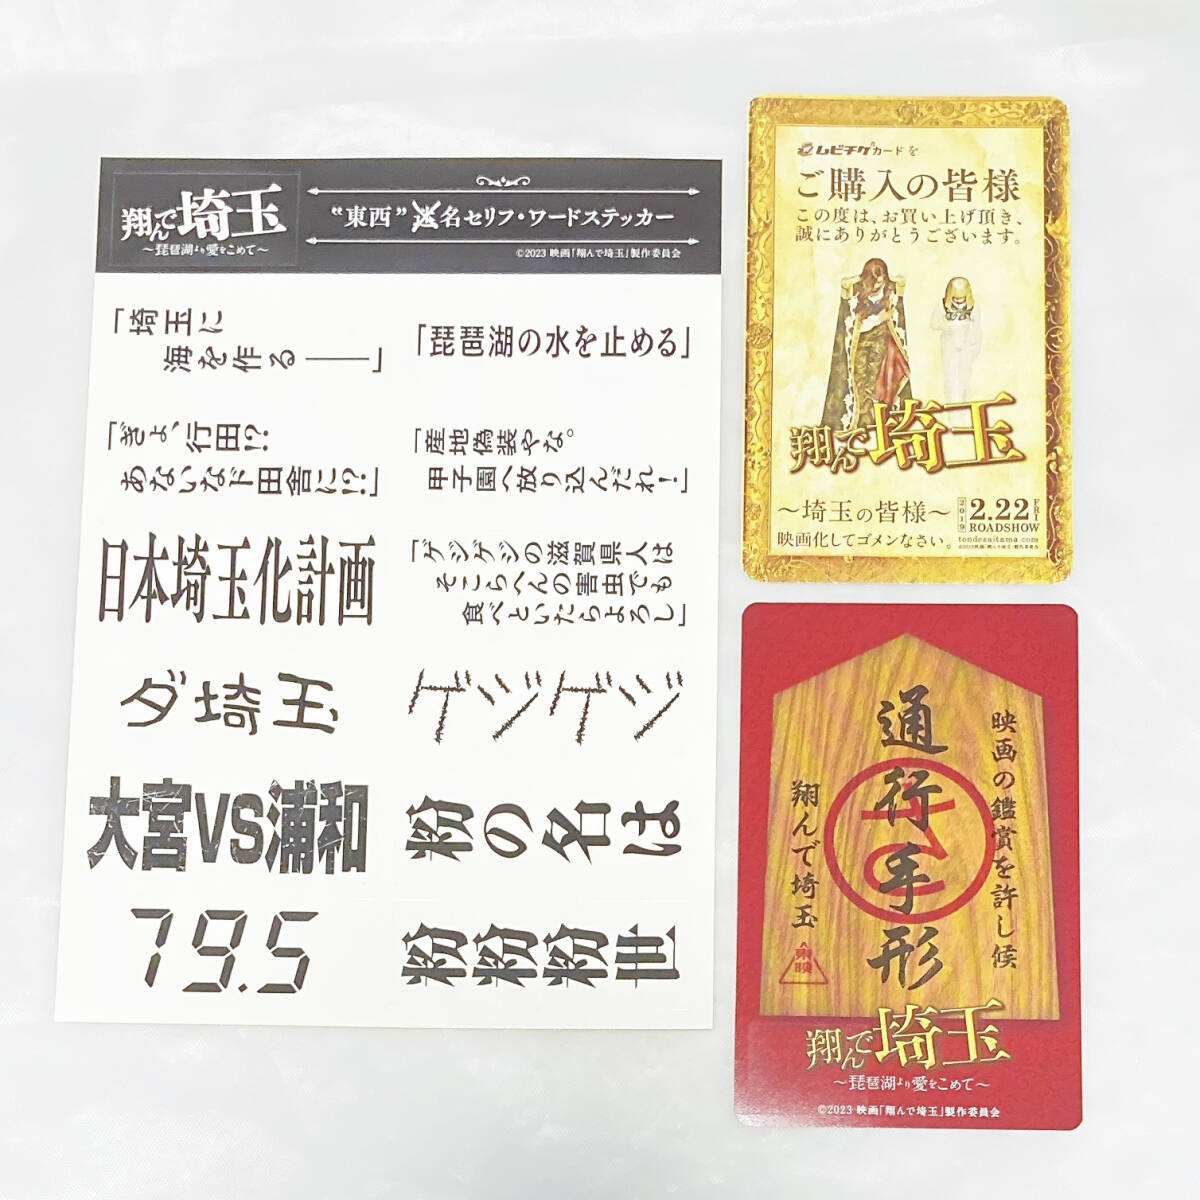 翔んで埼玉
～琵琶湖より愛をこめて～
“東西”迷名セリフ・ワードステッカー
©2023 映画「翔んで埼玉」製作委員会
「埼玉に
海を作る――」
「琵琶湖の水を止める」
「ぎょ、行田!?
あないなド田舎に!?」
「産地偽装やな。
甲子園へ放り込んだれ！」
日本埼玉化計画
「ゲジゲジの滋賀県人は
そこらへんの害虫でも
食べといたらよろし」
ダ埼玉
ゲジゲジ
大宮VS浦和
粉の名は
79.5
粉粉粉世
ムビチケ®カードを
ご購入の皆様
この度は、お買い上げ頂き、
誠にありがとうございます。
翔んで埼玉
～埼玉の皆様～
映画化してゴメンなさい。
2019 2.22 FRI
ROADSHOW
tondesaitama.com
映画の鑑賞を許し候
通行手形
翔んで埼玉
東映
翔んで埼玉
～琵琶湖より愛をこめて～
©2023 映画「翔んで埼玉」製作委員会